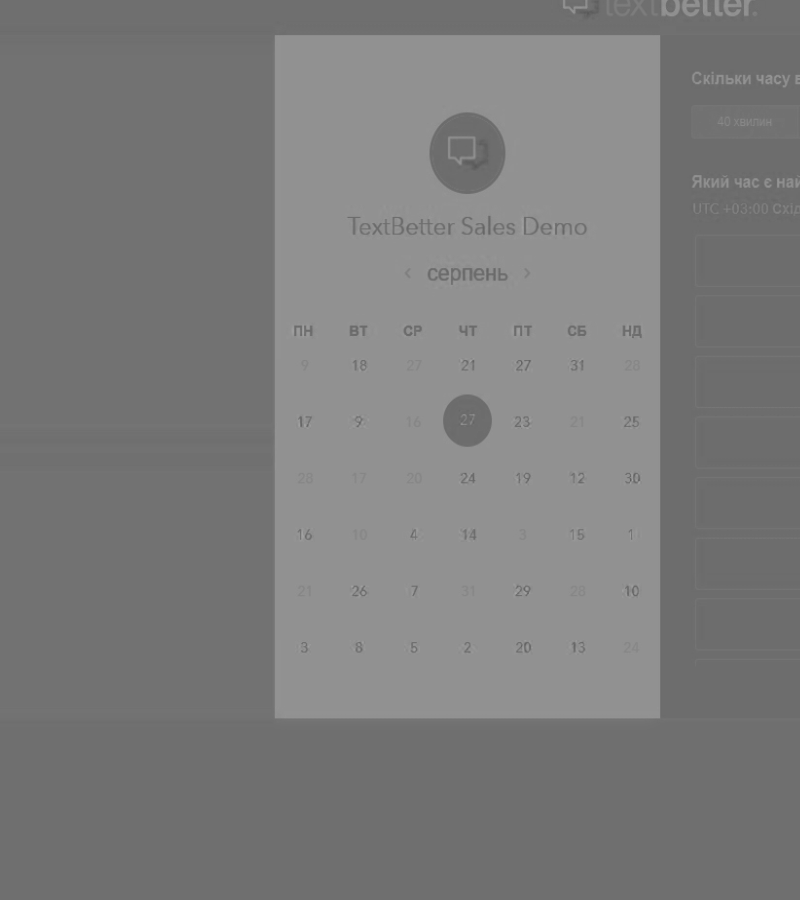 textbetter.
TextBetter Sales Demo
‹ серпень ›
ПН ВТ СР ЧТ ПТ СБ НД
9 18 27 21 27 31 28
17 9 16 27 23 21 25
28 17 20 24 19 12 30
16 10 4 14 3 15 1
21 26 7 31 29 28 10
3 8 5 2 20 13 24
Скільки часу в
40 хвилин
Який час є най
UTC +03:00 Схід